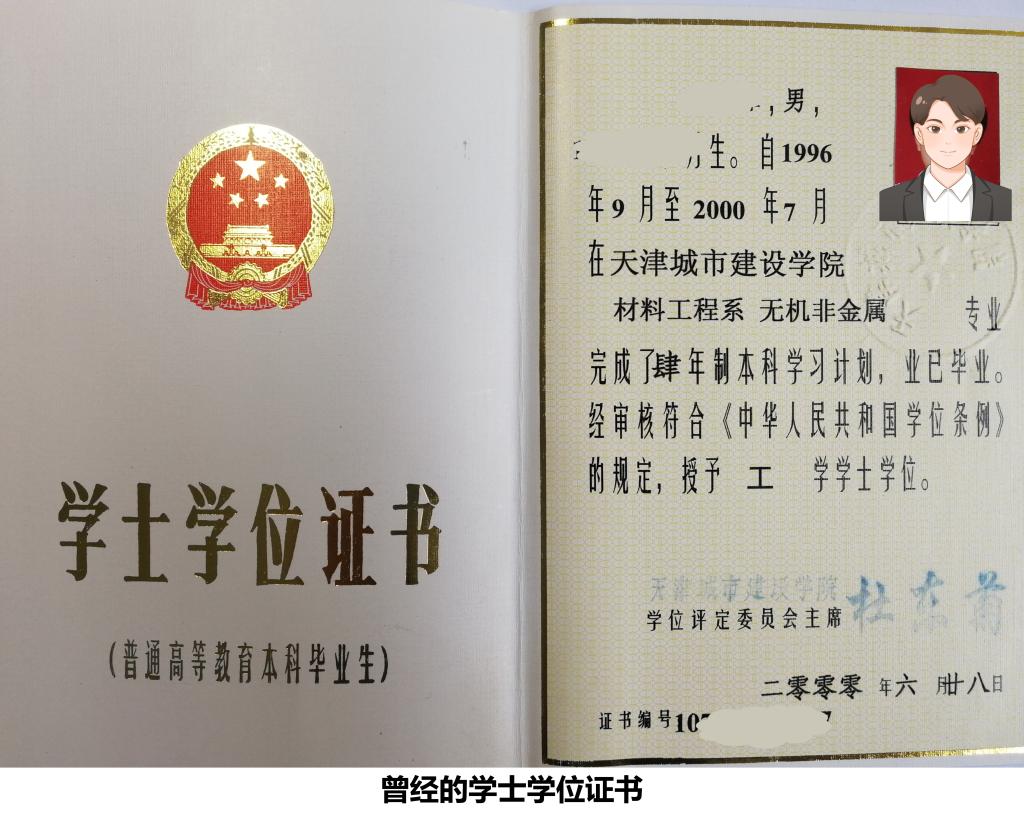 学士学位证书
(普通高等教育本科毕业生)
，男，
月生。自1996
年9月至2000年7月
在天津城市建设学院
材料工程系 无机非金属 专业
完成了肆年制本科学习计划，业已毕业。
经审核符合《中华人民共和国学位条例》
的规定，授予 工 学学士学位。
天津城市建设学院
学位评定委员会主席
二零零零年六月廿八日
证书编号107
曾经的学士学位证书